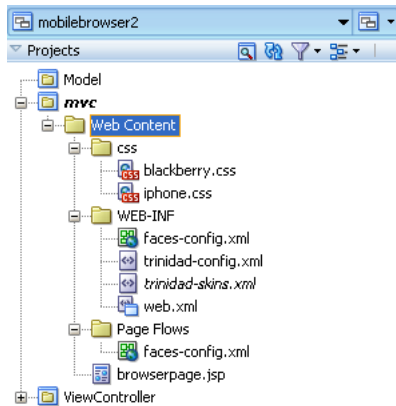 mobilebrowser2
Projects
Model
mvc
Web Content
css
blackberry.css
iphone.css
WEB-INF
faces-config.xml
trinidad-config.xml
trinidad-skins.xml
web.xml
Page Flows
faces-config.xml
browserpage.jsp
ViewController